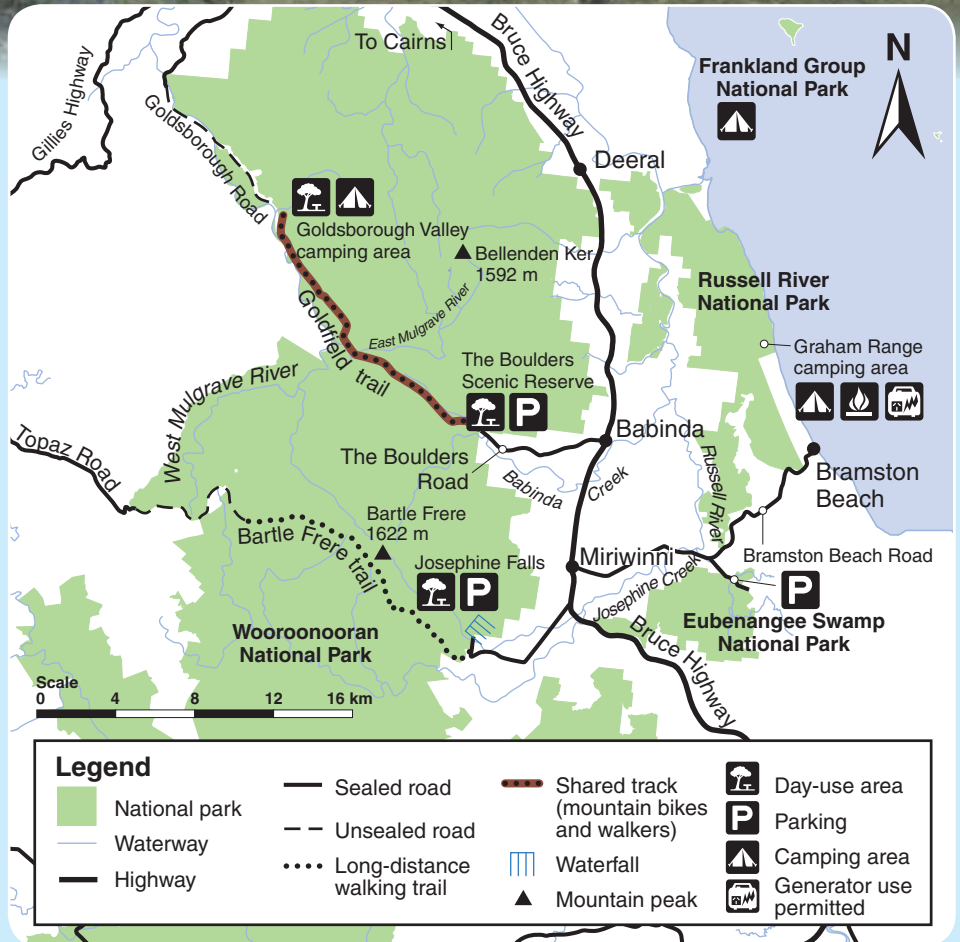 To Cairns
Bruce Highway
Gillies Highway
Goldsborough Road
Frankland Group
National Park
N
Deeral
Goldsborough Valley
camping area
Bellenden Ker
1592 m
Russell River
National Park
Goldfield trail
East Mulgrave River
The Boulders
Scenic Reserve
P
Graham Range
camping area
West Mulgrave River
Topaz Road
The Boulders
Road
Babinda
Babinda Creek
Russell River
Bramston
Beach
Bartle Frere
1622 m
Bartle Frere trail
Josephine Falls
P
Miriwinni
Josephine Creek
Bramston Beach Road
P
Eubenangee Swamp
National Park
Wooroonooran
National Park
Bruce Highway
Scale
0 4 8 12 16 km
Legend
National park
Waterway
Highway
Sealed road
Unsealed road
Long-distance
walking trail
Shared track
(mountain bikes
and walkers)
Waterfall
Mountain peak
Day-use area
P Parking
Camping area
Generator use
permitted